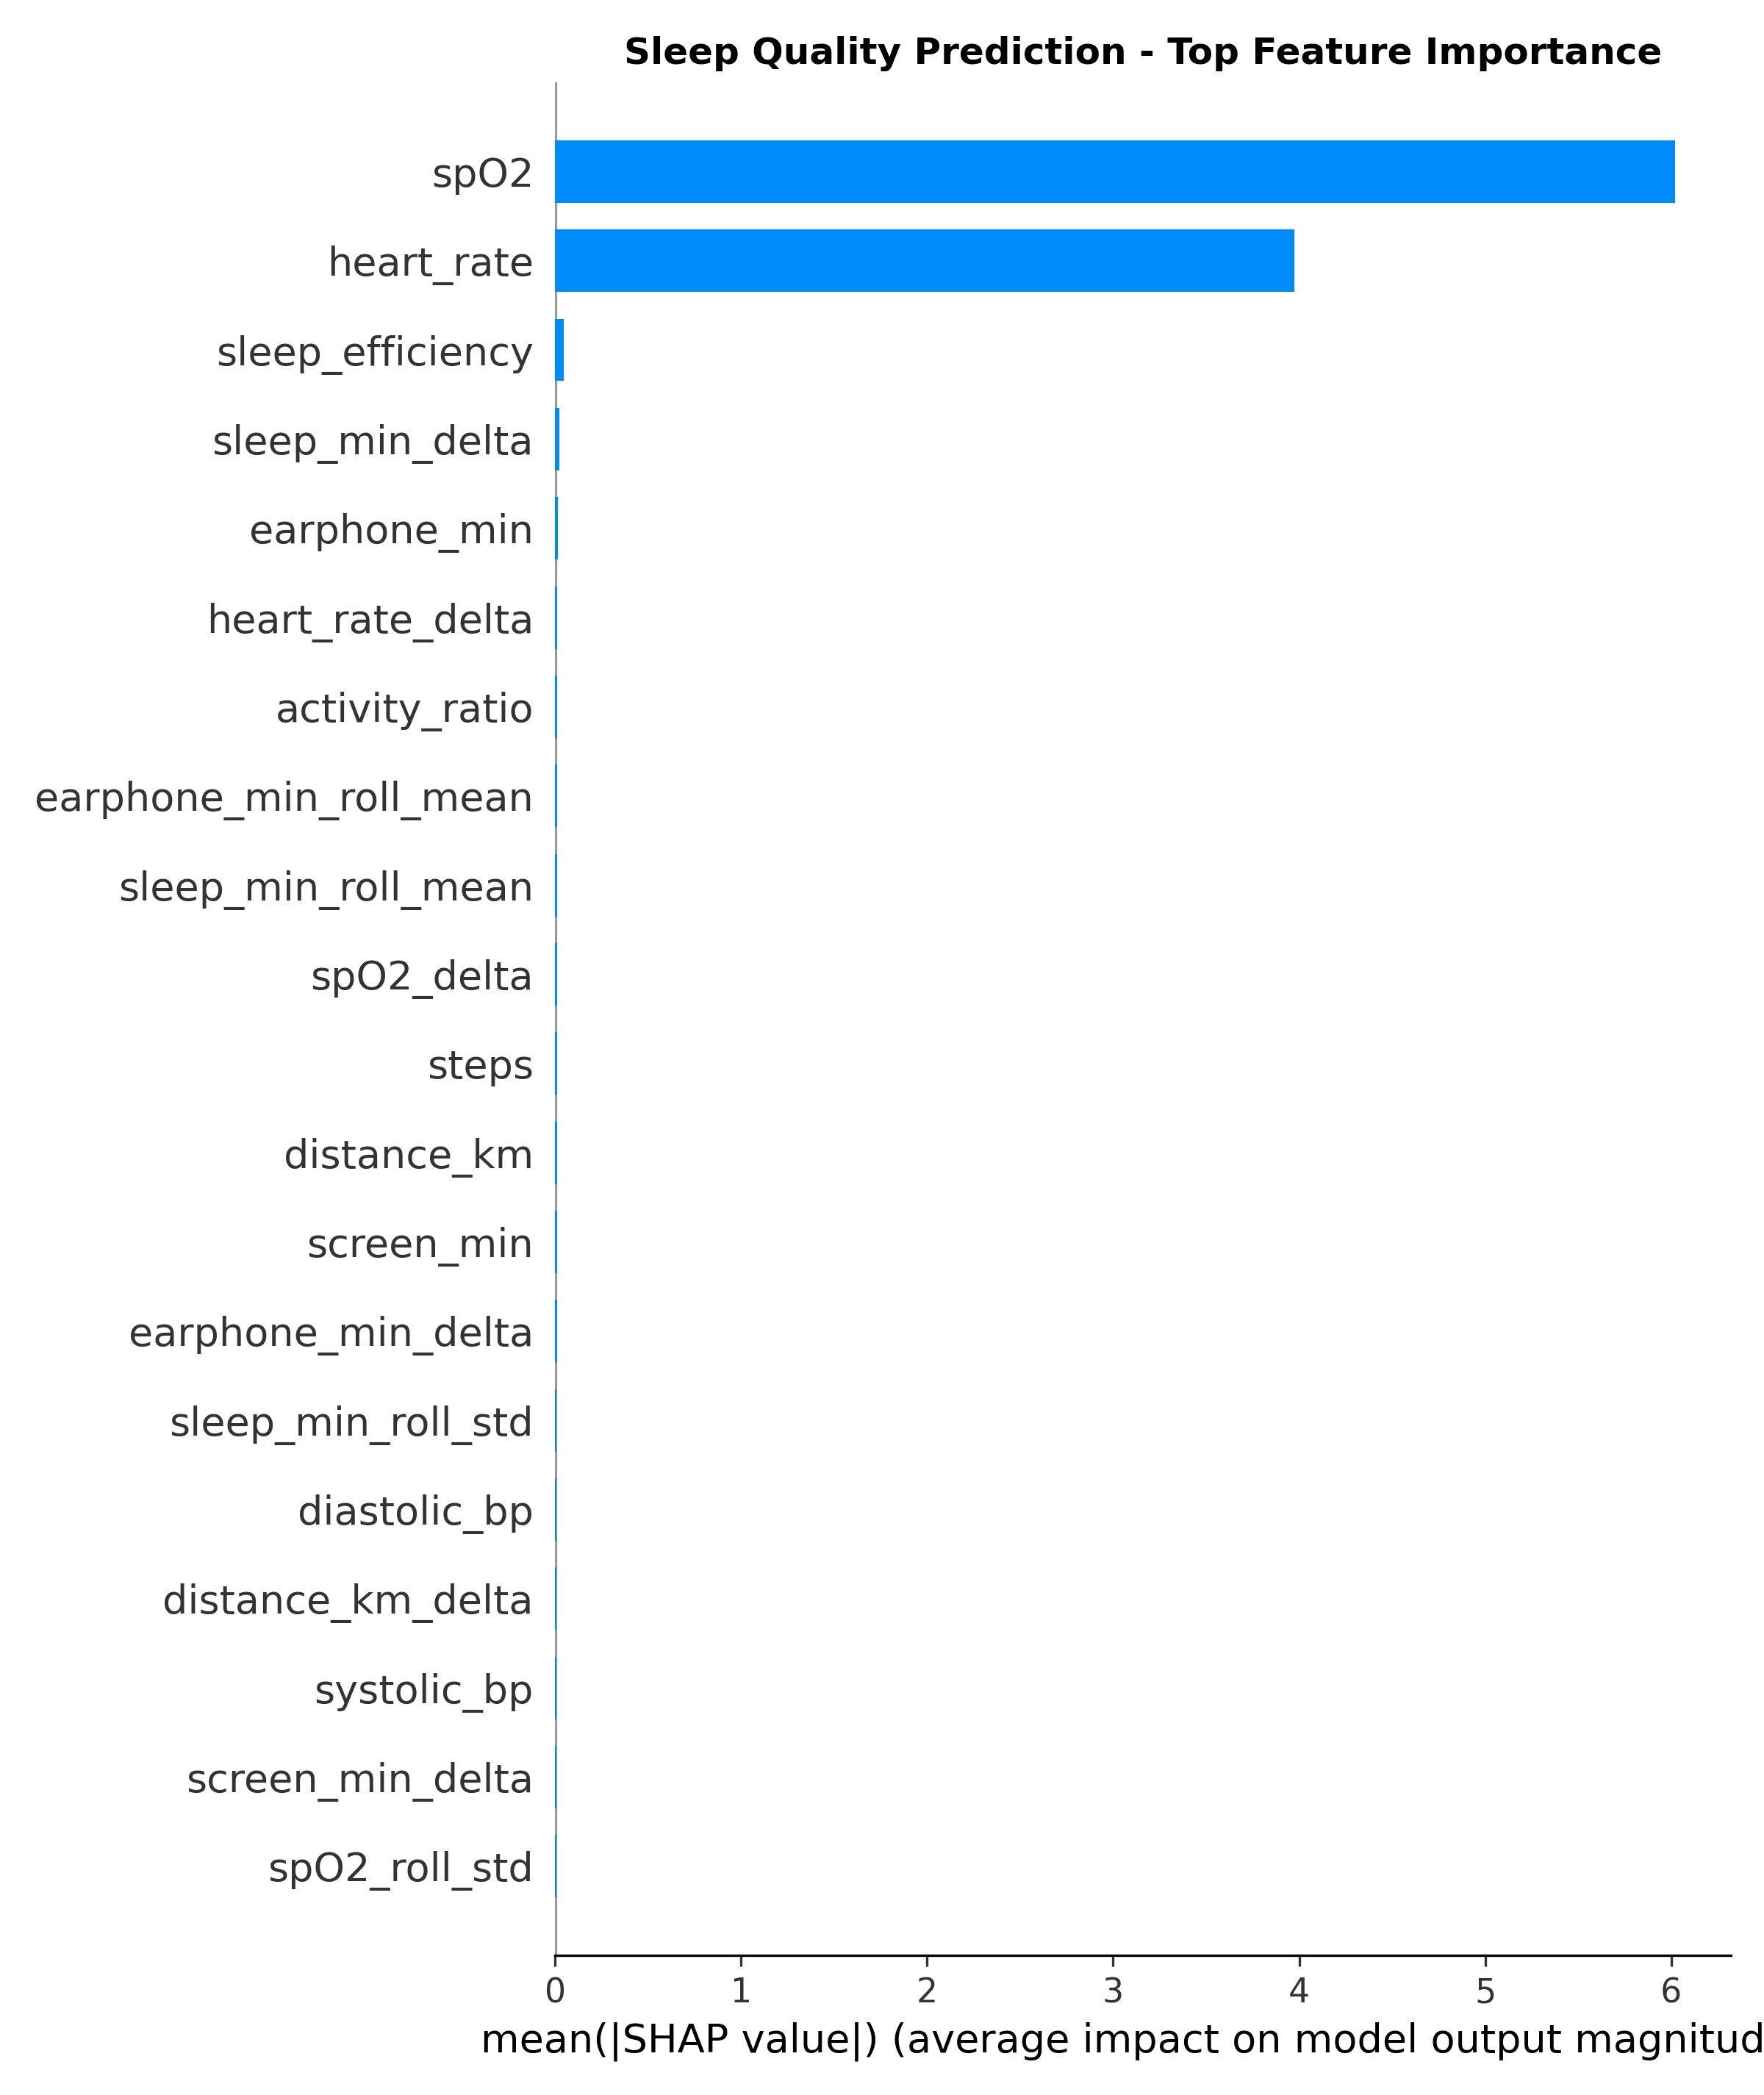 Sleep Quality Prediction - Top Feature Importance
spO2
heart_rate
sleep_efficiency
sleep_min_delta
earphone_min
heart_rate_delta
activity_ratio
earphone_min_roll_mean
sleep_min_roll_mean
spO2_delta
steps
distance_km
screen_min
earphone_min_delta
sleep_min_roll_std
diastolic_bp
distance_km_delta
systolic_bp
screen_min_delta
spO2_roll_std
0 1 2 3 4 5 6
mean(|SHAP value|) (average impact on model output magnitud